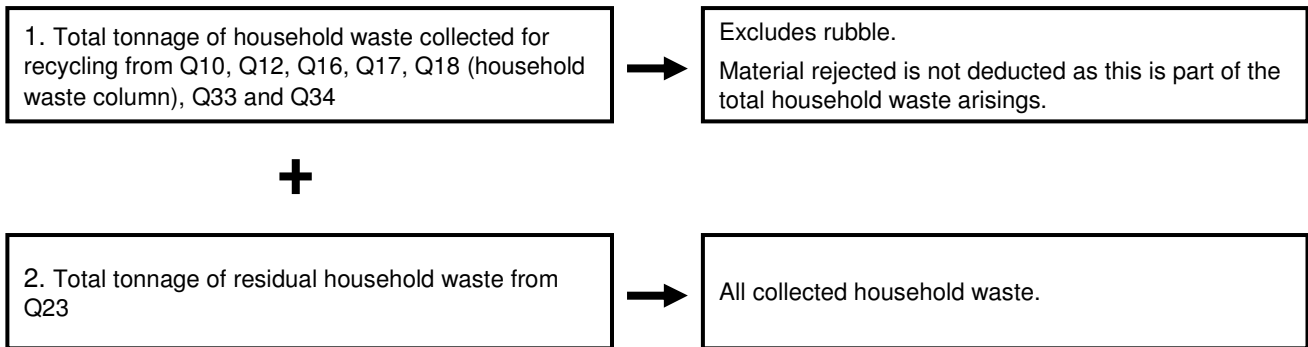 1. Total tonnage of household waste collected for
recycling from Q10, Q12, Q16, Q17, Q18 (household
waste column), Q33 and Q34
Excludes rubble.
Material rejected is not deducted as this is part of the
total household waste arisings.
+
2. Total tonnage of residual household waste from
Q23
All collected household waste.